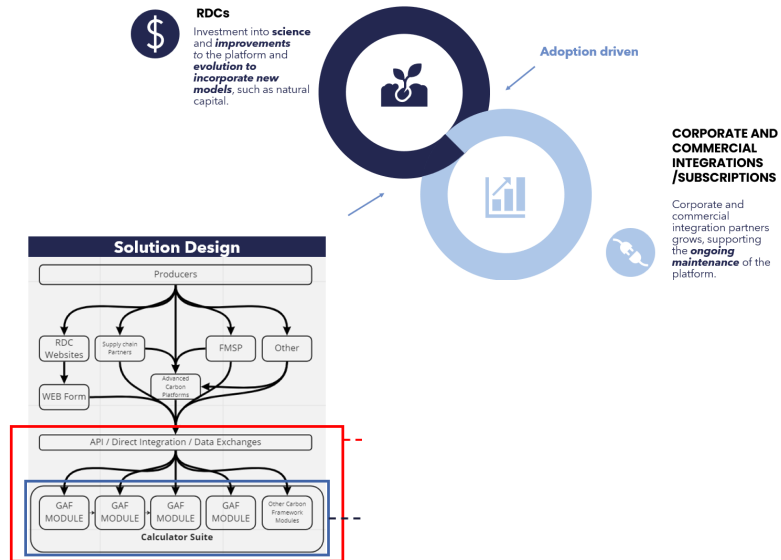 RDCs
Investment into science
and improvements
to the platform and
evolution to
incorporate new
models, such as natural
capital.
Adoption driven
CORPORATE AND
COMMERCIAL
INTEGRATIONS
/SUBSCRIPTIONS
Corporate and
commercial
integration partners
grows, supporting
the ongoing
maintenance of the
platform.
Solution Design
Producers
RDC
Websites
Supply chain
Partners
FMSP
Other
Advanced
Carbon
Platforms
WEB Form
API / Direct Integration / Data Exchanges
GAF
MODULE
GAF
MODULE
GAF
MODULE
GAF
MODULE
Other Carbon
Framework
Modules
Calculator Suite